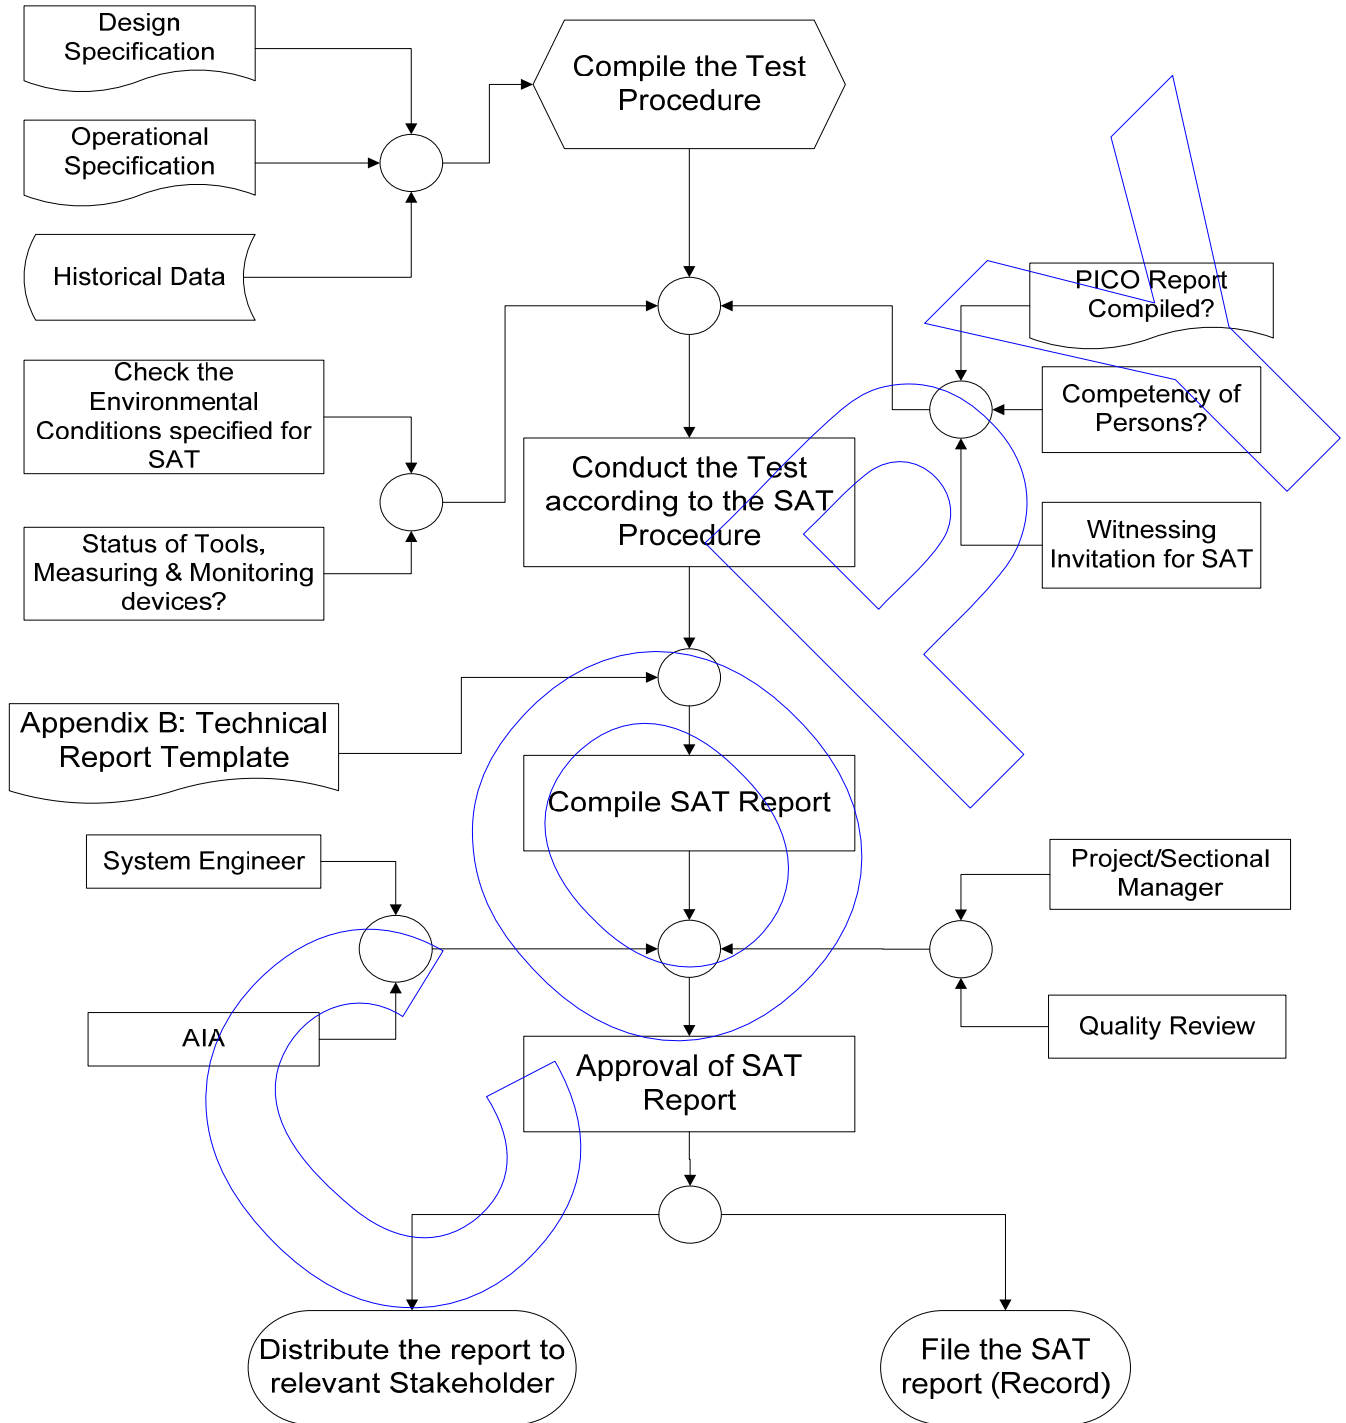 Design
Specification
Compile the Test
Procedure
Operational
Specification
Historical Data
PICO Report
Compiled?
Check the
Environmental
Conditions specified for
SAT
Competency of
Persons?
Conduct the Test
according to the SAT
Procedure
Status of Tools,
Measuring & Monitoring
devices?
Witnessing
Invitation for SAT
Appendix B: Technical
Report Template
Compile SAT Report
System Engineer
Project/Sectional
Manager
AIA
Quality Review
Approval of SAT
Report
Distribute the report to
relevant Stakeholder
File the SAT
report (Record)
COPY